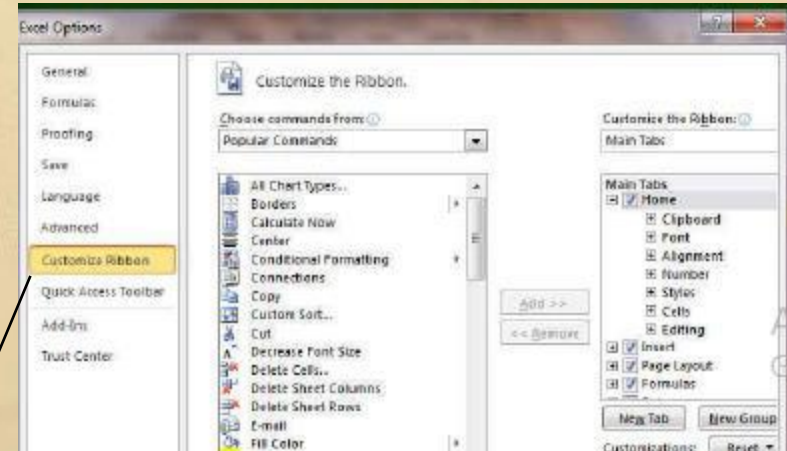 Excel Options
General
Formulas
Proofing
Save
Language
Advanced
Customize Ribbon
Quick Access Toolbar
Add-Ins
Trust Center
Customize the Ribbon.
Choose commands from:
Popular Commands
All Chart Types...
Borders
Calculate Now
Center
Conditional Formatting
Connections
Copy
Custom Sort...
Cut
Decrease Font Size
Delete Cells...
Delete Sheet Columns
Delete Sheet Rows
E-mail
Fill Color
Add >>
<< Remove
Customize the Ribbon:
Main Tabs
Main Tabs
Home
Clipboard
Font
Alignment
Number
Styles
Cells
Editing
Insert
Page Layout
Formulas
New Tab
New Group
Customizations:
Reset